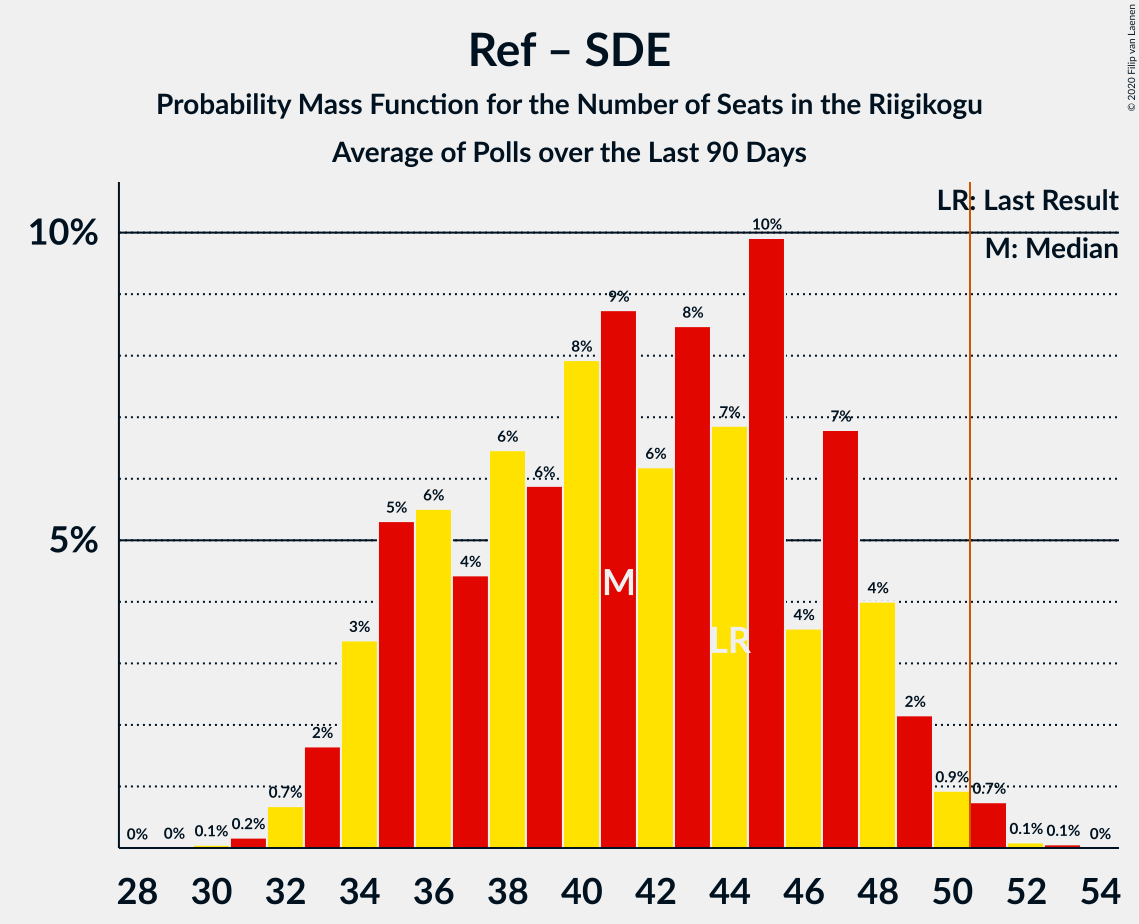 Ref – SDE
Probability Mass Function for the Number of Seats in the Riigikogu
Average of Polls over the Last 90 Days
© 2020 Filip van Laenen
LR: Last Result
M: Median
10%
5%
0% 0% 0.1% 0.2% 0.7% 2% 3% 5% 6% 4% 6% 6% 8% 9% 6% 8% 7% 10% 4% 7% 4% 2% 0.9% 0.7% 0.1% 0.1% 0%
M
LR
28 30 32 34 36 38 40 42 44 46 48 50 52 54